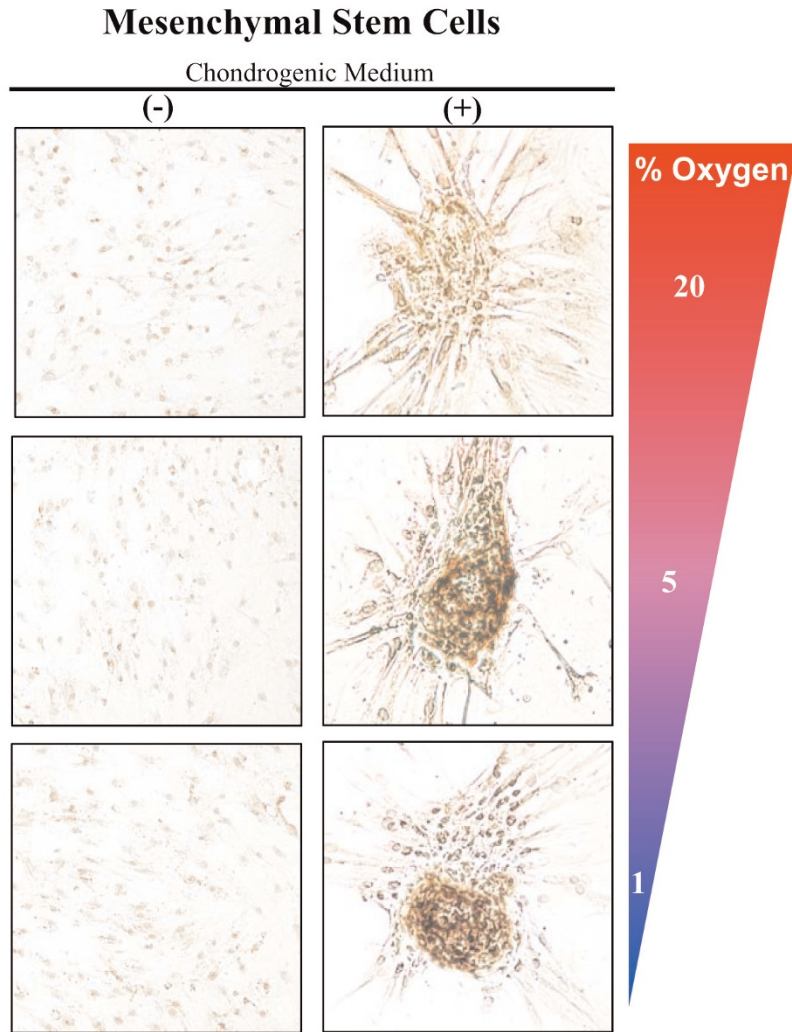 Mesenchymal Stem Cells
Chondrogenic Medium
(-)
(+)
% Oxygen
20
5
1